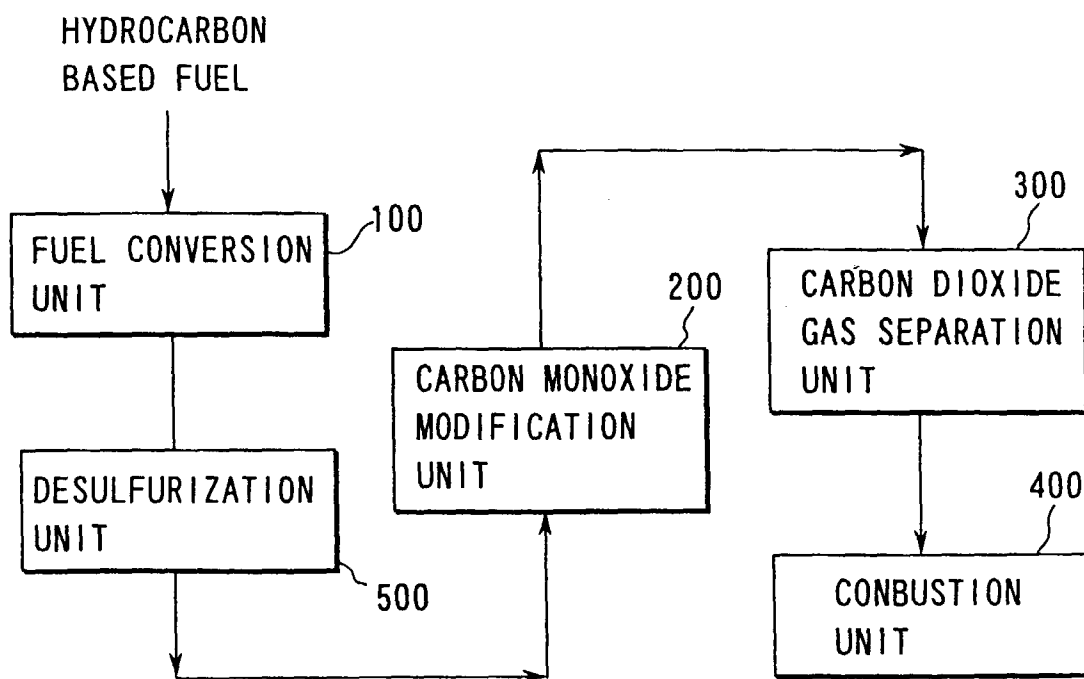 HYDROCARBON
BASED FUEL
100
FUEL CONVERSION
UNIT
DESULFURIZATION
UNIT
500
200
CARBON MONOXIDE
MODIFICATION
UNIT
300
CARBON DIOXIDE
GAS SEPARATION
UNIT
400
CONBUSTION
UNIT